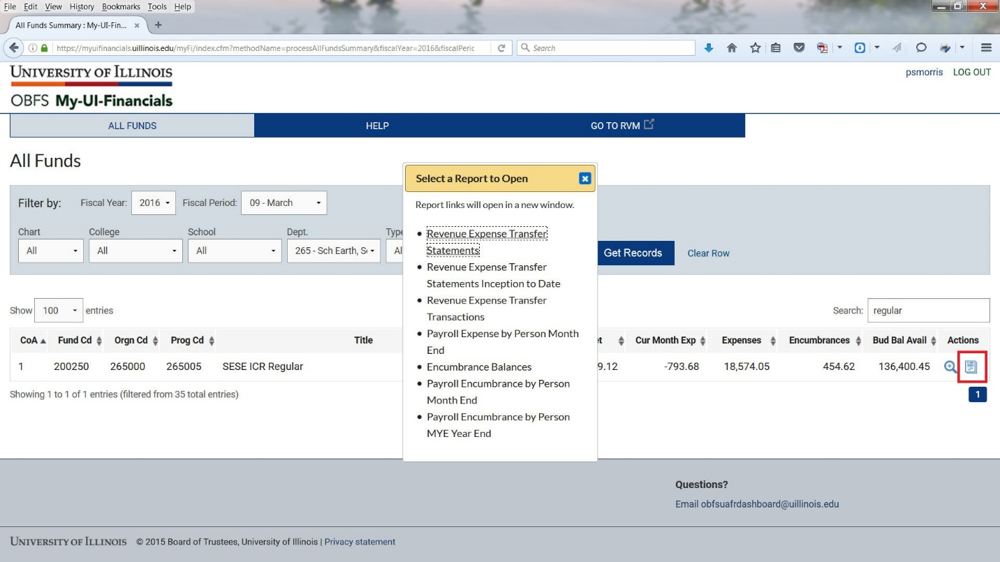 File Edit View History Bookmarks Tools Help
All Funds Summary : My-UI-Fin... × +
https://myuifinancials.uillinois.edu/myFi/index.cfm?methodName=processAllFundsSummary&fiscalYear=2016&fiscalPeric
Search
UNIVERSITY OF ILLINOIS
OBFS My-UI-Financials
psmorris LOG OUT
ALL FUNDS HELP GO TO RVM
All Funds
Filter by: Fiscal Year: 2016 Fiscal Period: 09 - March
Chart College School Dept. Type
All All All 265 - Sch Earth, S Al
Get Records Clear Row
Select a Report to Open
Report links will open in a new window.
• Revenue Expense Transfer
Statements
• Revenue Expense Transfer
Statements Inception to Date
• Revenue Expense Transfer
Transactions
• Payroll Expense by Person Month
End
• Encumbrance Balances
• Payroll Encumbrance by Person
Month End
• Payroll Encumbrance by Person
MYE Year End
Show 100 entries
Search: regular
CoA Fund Cd Orgn Cd Prog Cd Title et Cur Month Exp Expenses Encumbrances Bud Bal Avail Actions
1 200250 265000 265005 SESE ICR Regular 9.12 -793.68 18,574.05 454.62 136,400.45
Showing 1 to 1 of 1 entries (filtered from 35 total entries)
1
Questions?
Email obfsuafrdashboard@uillinois.edu
UNIVERSITY OF ILLINOIS © 2015 Board of Trustees, University of Illinois | Privacy statement